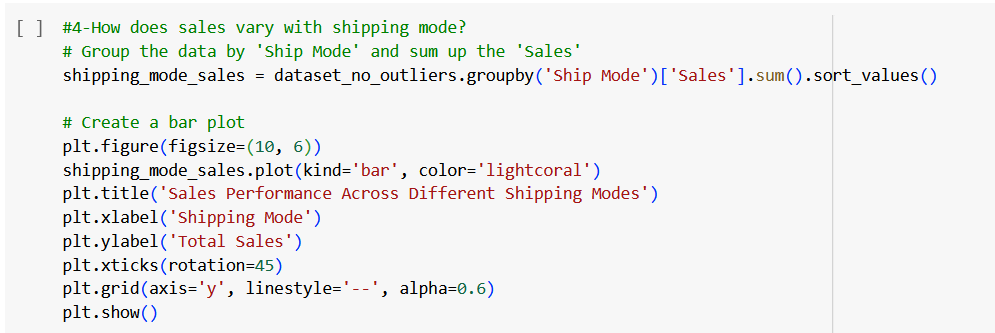 [ ] #4-How does sales vary with shipping mode?
# Group the data by 'Ship Mode' and sum up the 'Sales'
shipping_mode_sales = dataset_no_outliers.groupby('Ship Mode')['Sales'].sum().sort_values()

# Create a bar plot
plt.figure(figsize=(10, 6))
shipping_mode_sales.plot(kind='bar', color='lightcoral')
plt.title('Sales Performance Across Different Shipping Modes')
plt.xlabel('Shipping Mode')
plt.ylabel('Total Sales')
plt.xticks(rotation=45)
plt.grid(axis='y', linestyle='--', alpha=0.6)
plt.show()